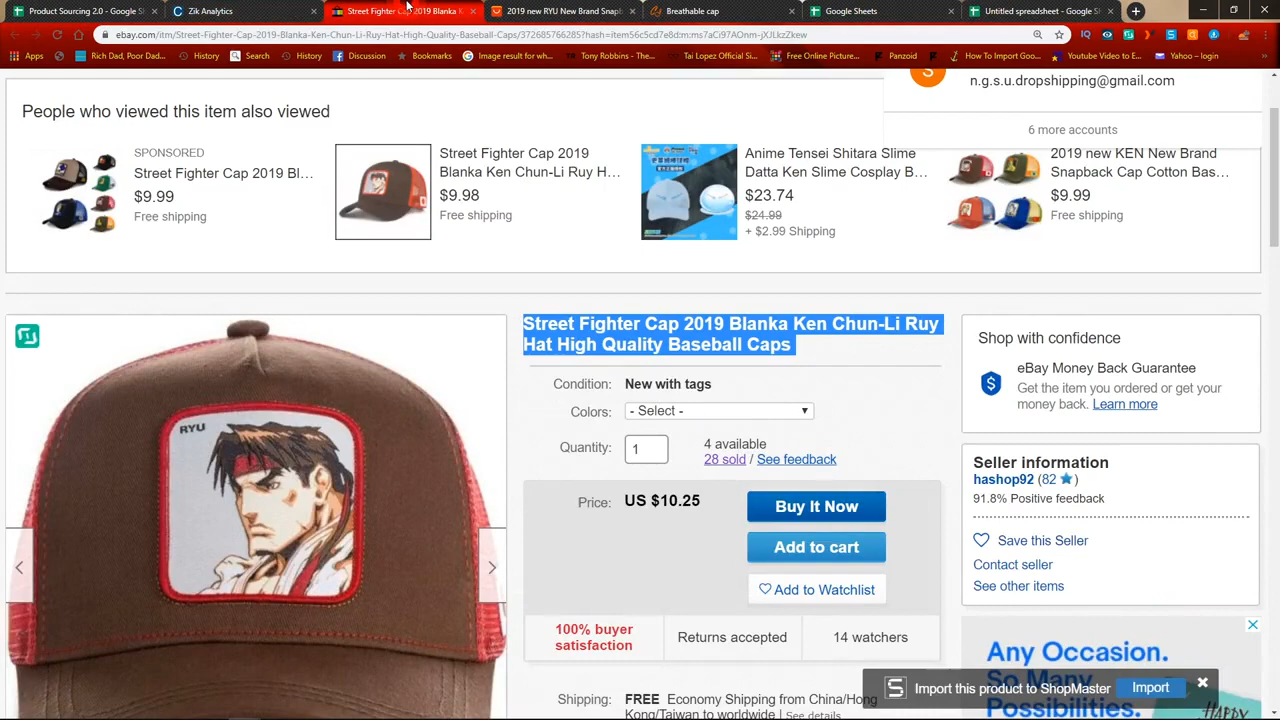 Product Sourcing 2.0 - Google S
Zik Analytics
Street Fighter Cap 2019 Blanka K
2019 new RYU New Brand Snapb
Breathable cap
Google Sheets
Untitled spreadsheet - Google S
ebay.com/itm/Street-Fighter-Cap-2019-Blanka-Ken-Chun-Li-Ruy-Hat-High-Quality-Baseball-Caps/372685766285?hash=item56c5cd7e8d:m:ms7aCi97AOnm-jXJLkzZkew
Apps
Rich Dad, Poor Dad...
History
Search
History
Discussion
Bookmarks
Image result for wh...
Tony Robbins - The...
Tai Lopez Official Si...
Free Online Picture...
Panzoid
How To Import Goo...
Youtube Video to E...
Yahoo – login
S
n.g.s.u.dropshipping@gmail.com
6 more accounts
People who viewed this item also viewed
SPONSORED
Street Fighter Cap 2019 Bl...
$9.99
Free shipping
Street Fighter Cap 2019
Blanka Ken Chun-Li Ruy H...
$9.98
Free shipping
Anime Tensei Shitara Slime
Datta Ken Slime Cosplay B...
$23.74
$24.99
+ $2.99 Shipping
2019 new KEN New Brand
Snapback Cap Cotton Bas...
$9.99
Free shipping
RYU
Street Fighter Cap 2019 Blanka Ken Chun-Li Ruy
Hat High Quality Baseball Caps
Condition: New with tags
Colors: - Select -
Quantity: 1
4 available
28 sold / See feedback
Price: US $10.25
Buy It Now
Add to cart
Add to Watchlist
100% buyer
satisfaction
Returns accepted
14 watchers
Shipping: FREE Economy Shipping from China/Hong
Kong/Taiwan to worldwide | See details
Shop with confidence
eBay Money Back Guarantee
Get the item you ordered or get your
money back. Learn more
Seller information
hashop92 (82
)
91.8% Positive feedback
Save this Seller
Contact seller
See other items
Any Occasion.
So Many
Possibilities.
HAPPY
Import this product to ShopMaster
Import